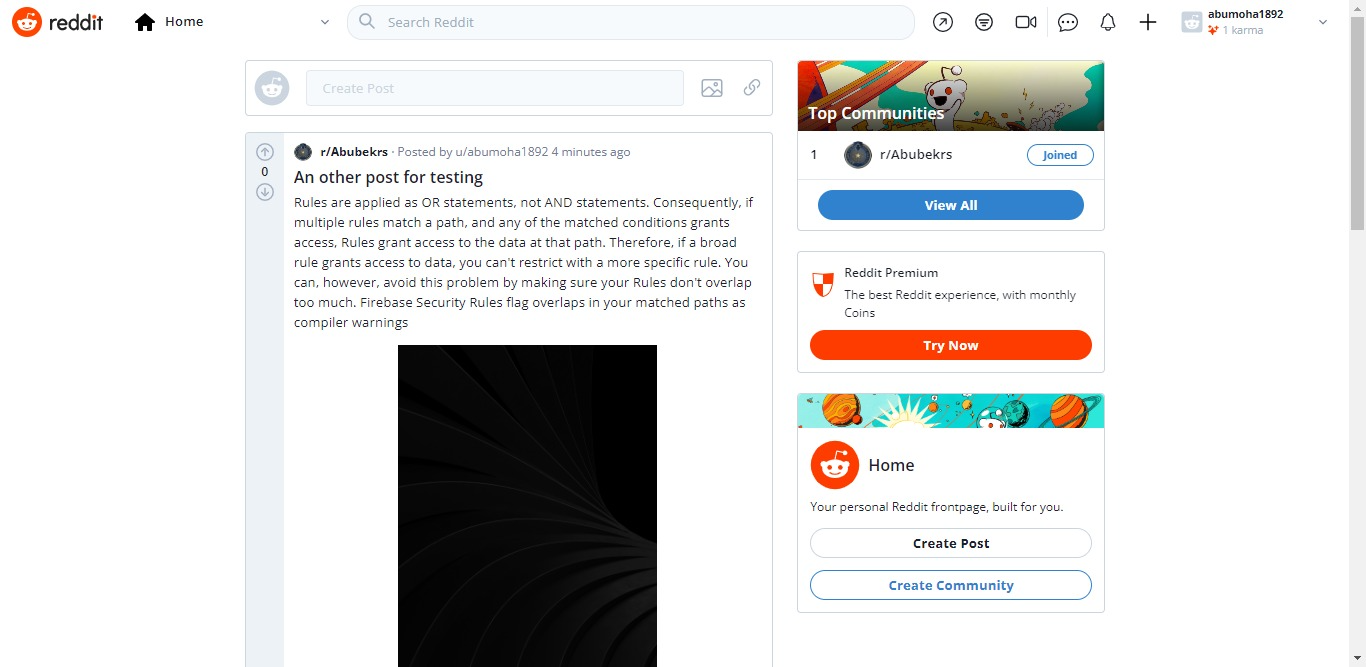 reddit
Home
Search Reddit
abumoha1892
1 karma
Create Post
0
r/Abubekrs · Posted by u/abumoha1892 4 minutes ago
An other post for testing
Rules are applied as OR statements, not AND statements. Consequently, if
multiple rules match a path, and any of the matched conditions grants
access, Rules grant access to the data at that path. Therefore, if a broad
rule grants access to data, you can't restrict with a more specific rule. You
can, however, avoid this problem by making sure your Rules don't overlap
too much. Firebase Security Rules flag overlaps in your matched paths as
compiler warnings
Top Communities
1 r/Abubekrs Joined
View All
Reddit Premium
The best Reddit experience, with monthly
Coins
Try Now
Home
Your personal Reddit frontpage, built for you.
Create Post
Create Community